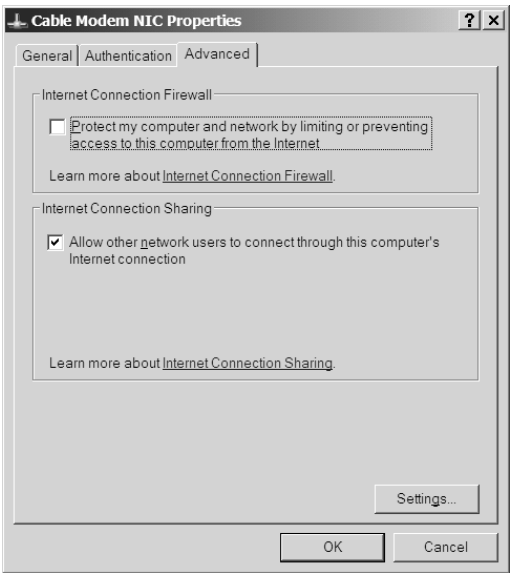 Cable Modem NIC Properties
General Authentication Advanced
Internet Connection Firewall
Protect my computer and network by limiting or preventing
access to this computer from the Internet
Learn more about Internet Connection Firewall.
Internet Connection Sharing
Allow other network users to connect through this computer's
Internet connection
Learn more about Internet Connection Sharing.
Settings...
OK Cancel